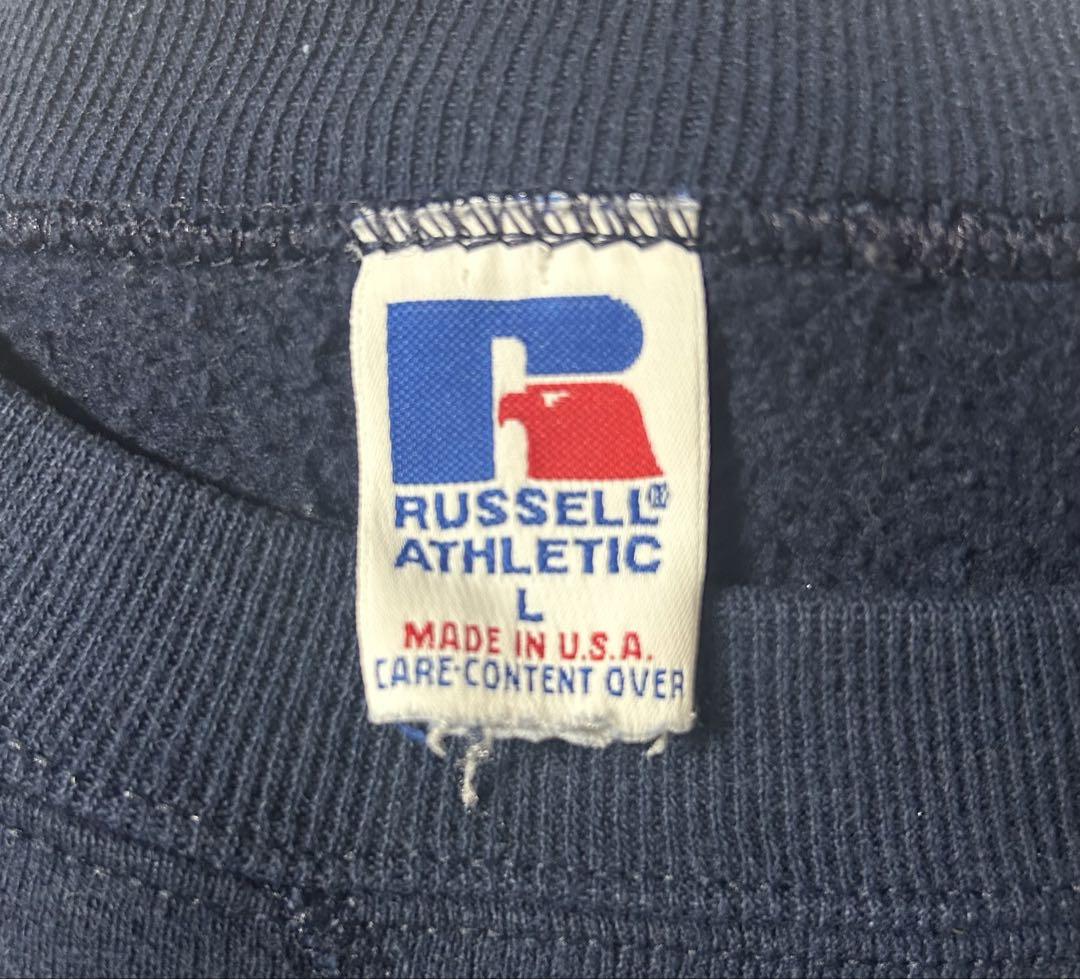 RUSSELL®
ATHLETIC
L
MADE IN U.S.A.
CARE-CONTENT OVER